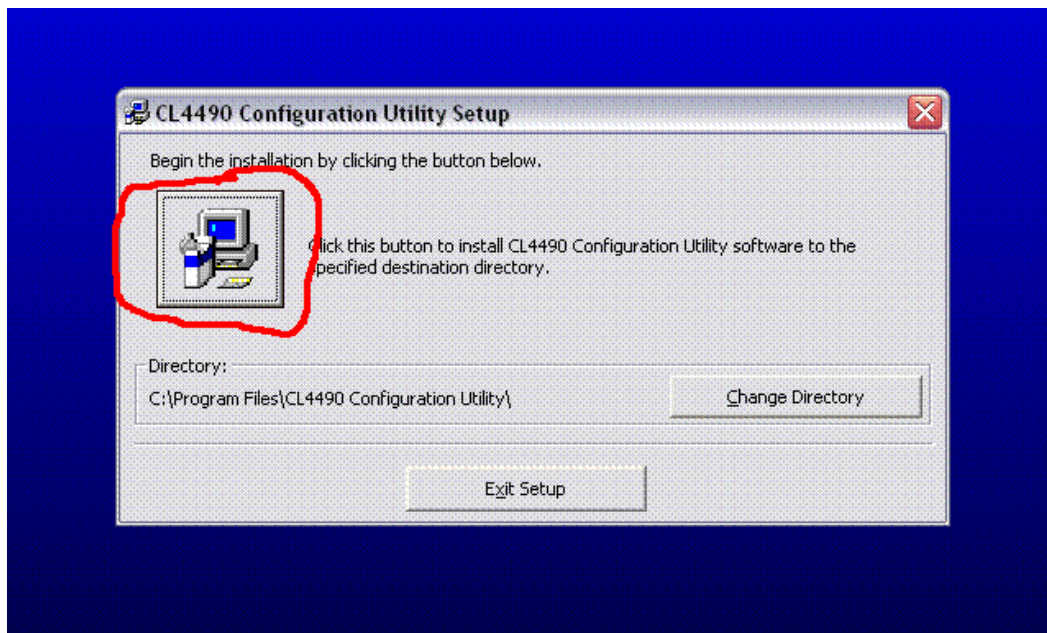 CL4490 Configuration Utility Setup
Begin the installation by clicking the button below.
Click this button to install CL4490 Configuration Utility software to the
specified destination directory.
Directory:
C:\Program Files\CL4490 Configuration Utility\
Change Directory
Exit Setup